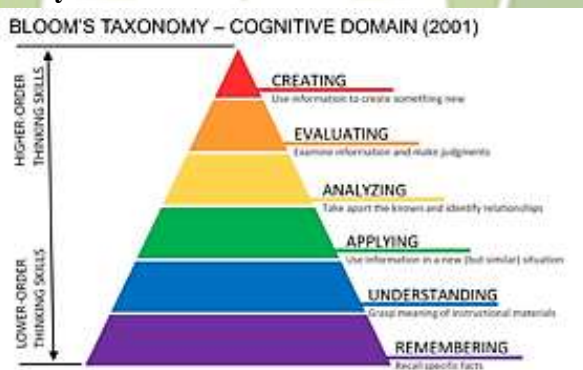 BLOOM'S TAXONOMY – COGNITIVE DOMAIN (2001)
HIGHER-ORDER
THINKING SKILLS
LOWER-ORDER
THINKING SKILLS
CREATING
Use information to create something new
EVALUATING
Examine information and make judgments
ANALYZING
Take apart the known and identify relationships
APPLYING
Use information in a new (but similar) situation
UNDERSTANDING
Grasp meaning of instructional materials
REMEMBERING
Recall specific facts